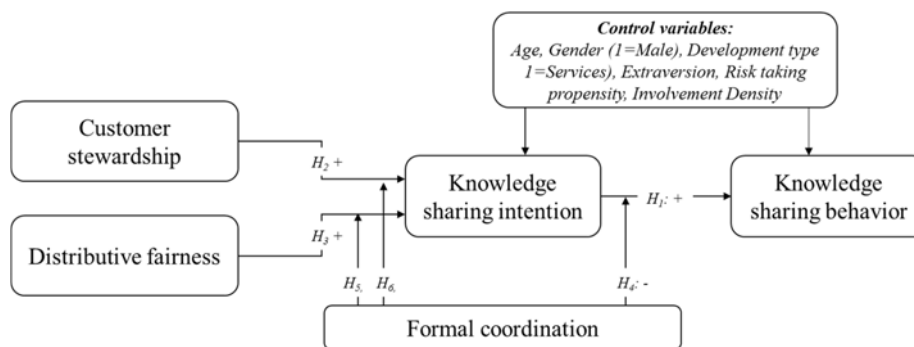 Control variables:
Age, Gender (1=Male), Development type
1=Services), Extraversion, Risk taking
propensity, Involvement Density
Customer
stewardship
H2 +
Knowledge
sharing intention
H1: +
Knowledge
sharing behavior
H3 +
Distributive fairness
H5,
H6,
H4: -
Formal coordination